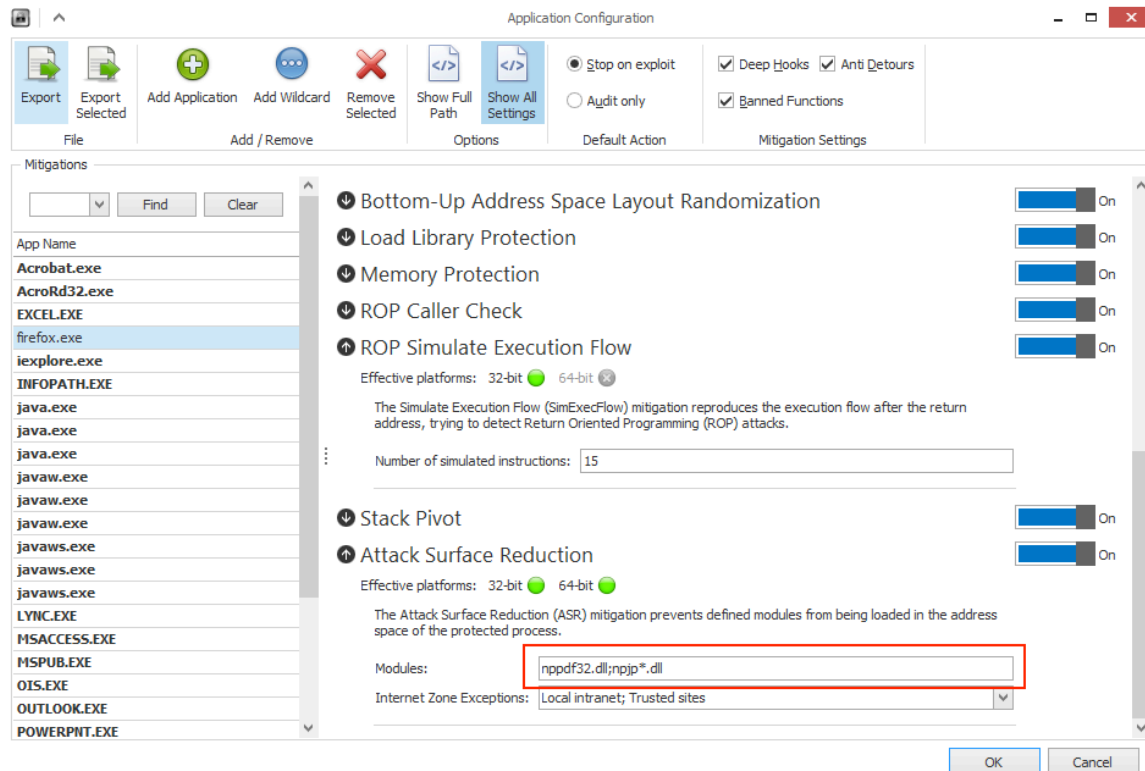 Application Configuration
Export
Export Selected
Add Application
Add Wildcard
Remove Selected
Show Full Path
Show All Settings
Stop on exploit
Audit only
Deep Hooks
Anti Detours
Banned Functions
File
Add / Remove
Options
Default Action
Mitigation Settings
Mitigations
Find
Clear
App Name
Acrobat.exe
AcroRd32.exe
EXCEL.EXE
firefox.exe
iexplore.exe
INFOPATH.EXE
java.exe
java.exe
java.exe
javaw.exe
javaw.exe
javaw.exe
javaws.exe
javaws.exe
javaws.exe
LYNC.EXE
MSACCESS.EXE
MSPUB.EXE
OIS.EXE
OUTLOOK.EXE
POWERPNT.EXE
Bottom-Up Address Space Layout Randomization On
Load Library Protection On
Memory Protection On
ROP Caller Check On
ROP Simulate Execution Flow On
Effective platforms: 32-bit 64-bit
The Simulate Execution Flow (SimExecFlow) mitigation reproduces the execution flow after the return
address, trying to detect Return Oriented Programming (ROP) attacks.
Number of simulated instructions: 15
Stack Pivot On
Attack Surface Reduction On
Effective platforms: 32-bit 64-bit
The Attack Surface Reduction (ASR) mitigation prevents defined modules from being loaded in the address
space of the protected process.
Modules: nppdf32.dll;npjp*.dll
Internet Zone Exceptions: Local intranet; Trusted sites
OK
Cancel